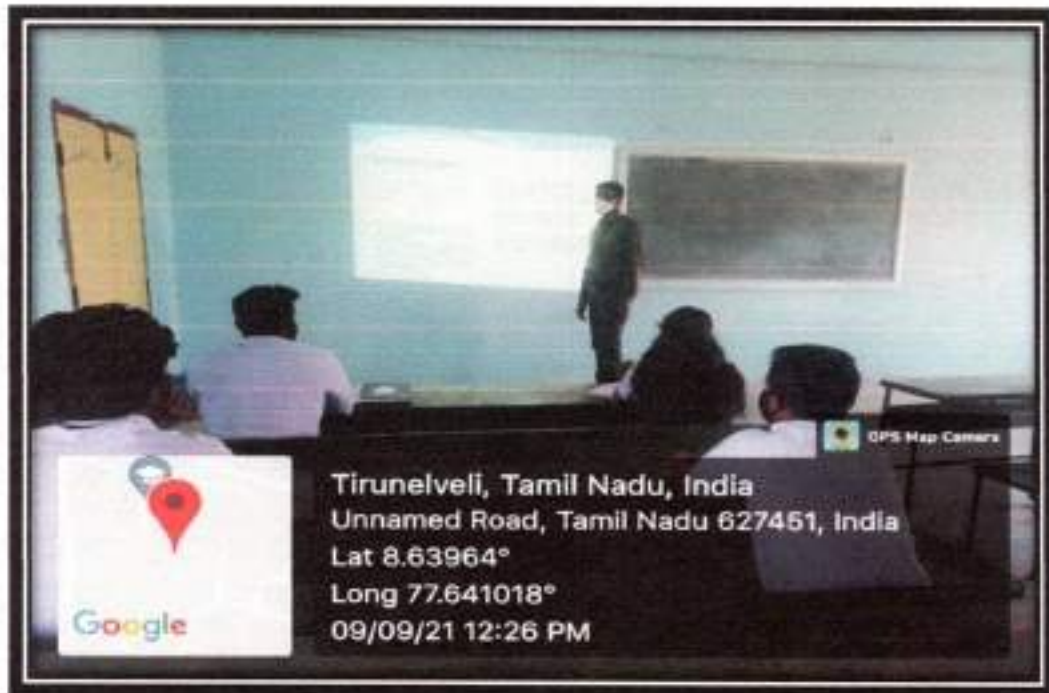 GPS Map Camera
Tirunelveli, Tamil Nadu, India
Unnamed Road, Tamil Nadu 627451, India
Lat 8.63964°
Long 77.641018°
09/09/21 12:26 PM
Google